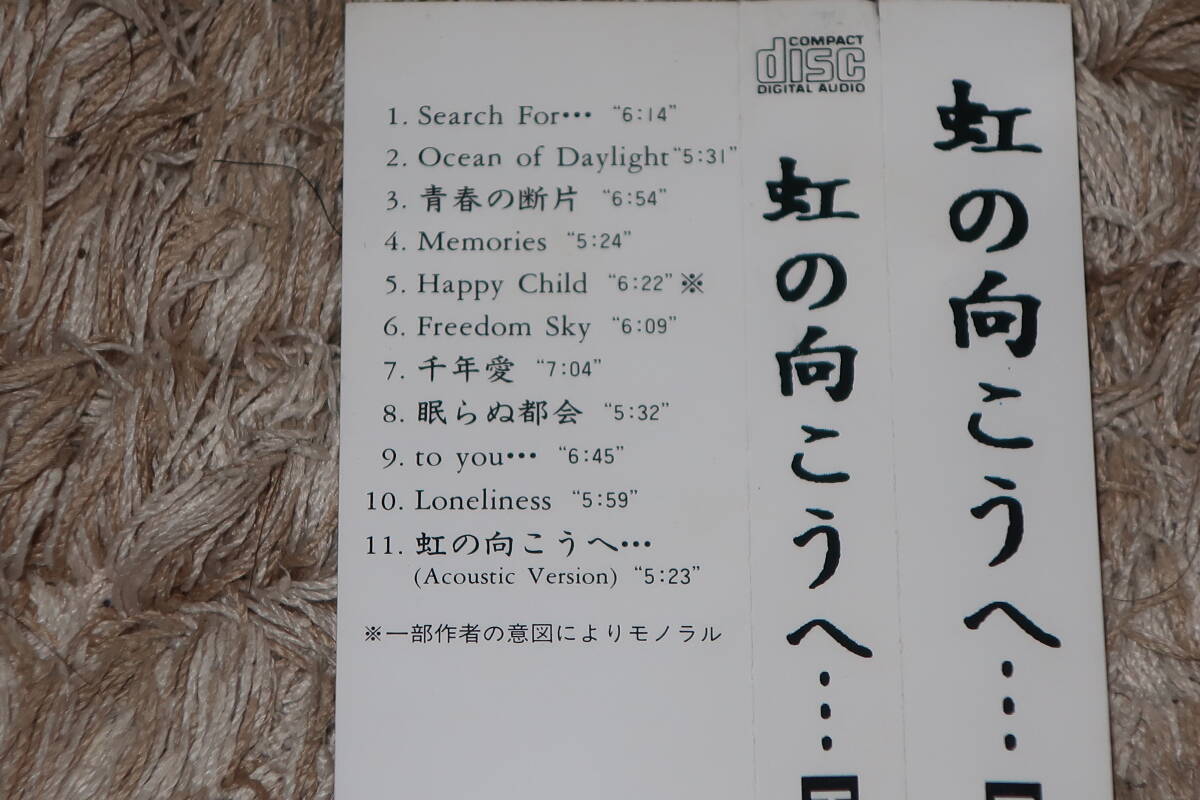 1. Search For… “6:14”
2. Ocean of Daylight “5:31”
3. 青春の断片 “6:54”
4. Memories “5:24”
5. Happy Child “6:22” ※
6. Freedom Sky “6:09”
7. 千年愛 “7:04”
8. 眠らぬ都会 “5:32”
9. to you… “6:45”
10. Loneliness “5:59”
11. 虹の向こうへ…
(Acoustic Version) “5:23”
※一部作者の意図によりモノラル
COMPACT
disc
DIGITAL AUDIO
虹の向こうへ…
虹の向こうへ…